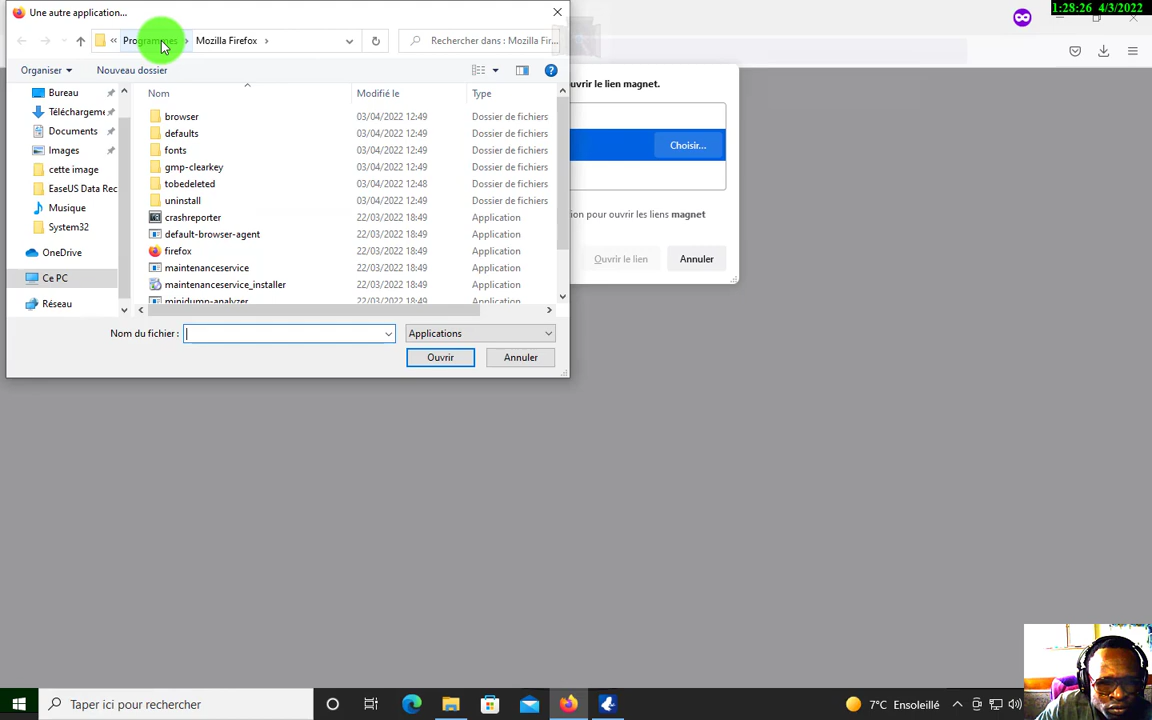 Une autre application...
1:28:26 4/3/2022
« Programmes › Mozilla Firefox ›
Rechercher dans : Mozilla Fir...
Organiser
Nouveau dossier
uvrir le lien magnet.
Bureau
Téléchargeme
Documents
Images
cette image
EaseUS Data Rec
Musique
System32
OneDrive
Ce PC
Réseau
Nom Modifié le Type
browser 03/04/2022 12:49 Dossier de fichiers
defaults 03/04/2022 12:49 Dossier de fichiers
fonts 03/04/2022 12:49 Dossier de fichiers
gmp-clearkey 03/04/2022 12:49 Dossier de fichiers
tobedeleted 03/04/2022 12:48 Dossier de fichiers
uninstall 03/04/2022 12:49 Dossier de fichiers
crashreporter 22/03/2022 18:49 Application
default-browser-agent 22/03/2022 18:49 Application
firefox 22/03/2022 18:49 Application
maintenanceservice 22/03/2022 18:49 Application
maintenanceservice_installer 22/03/2022 18:49 Application
minidump-analyzer 22/03/2022 18:49 Application
Nom du fichier :
Applications
Ouvrir
Annuler
Choisir...
ion pour ouvrir les liens magnet
Ouvrir le lien
Annuler
Taper ici pour rechercher
7°C Ensoleillé